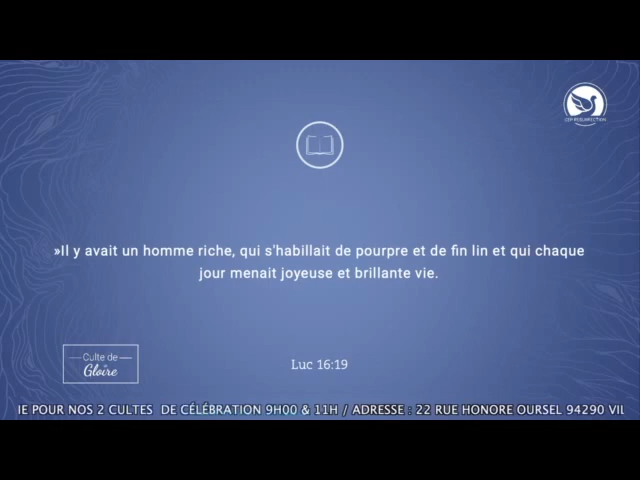 CEP RESURRECTION
»Il y avait un homme riche, qui s'habillait de pourpre et de fin lin et qui chaque
jour menait joyeuse et brillante vie.
Culte de
Gloire
Luc 16:19
IE POUR NOS 2 CULTES DE CÉLÉBRATION 9H00 & 11H / ADRESSE : 22 RUE HONORE OURSEL 94290 VIL